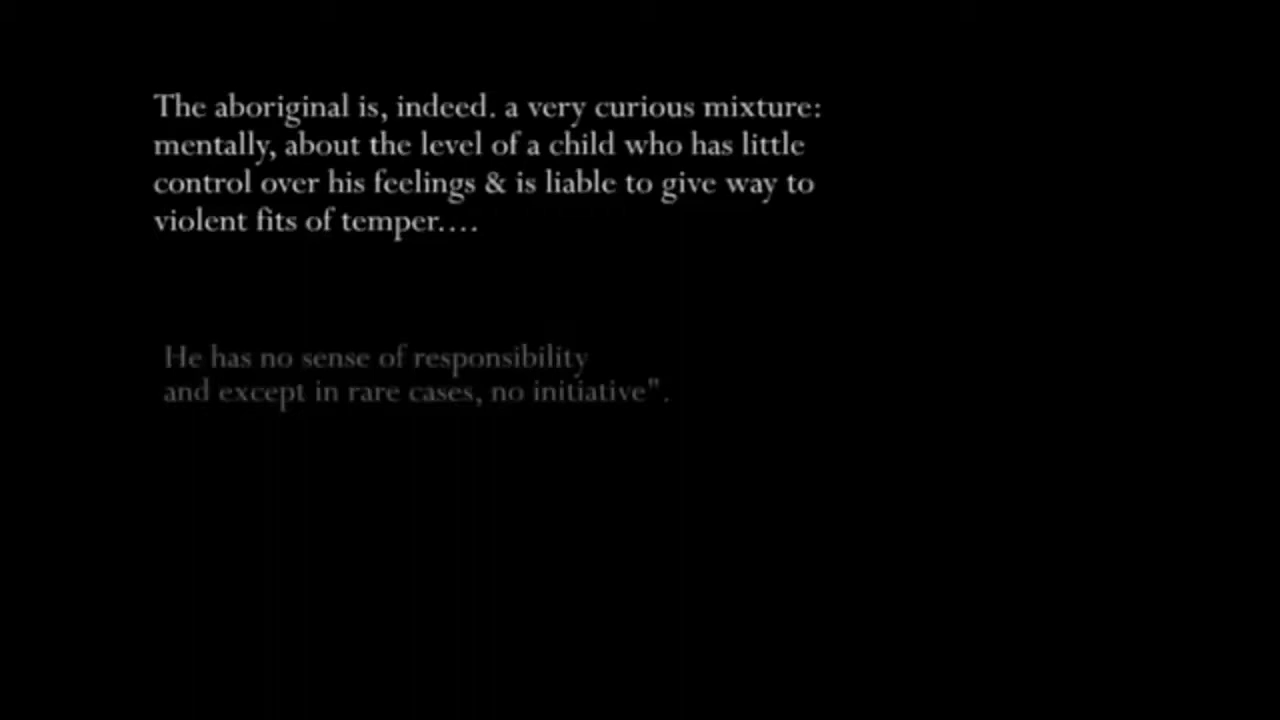 The aboriginal is, indeed. a very curious mixture:
mentally, about the level of a child who has little
control over his feelings & is liable to give way to
violent fits of temper....
He has no sense of responsibility
and except in rare cases, no initiative".